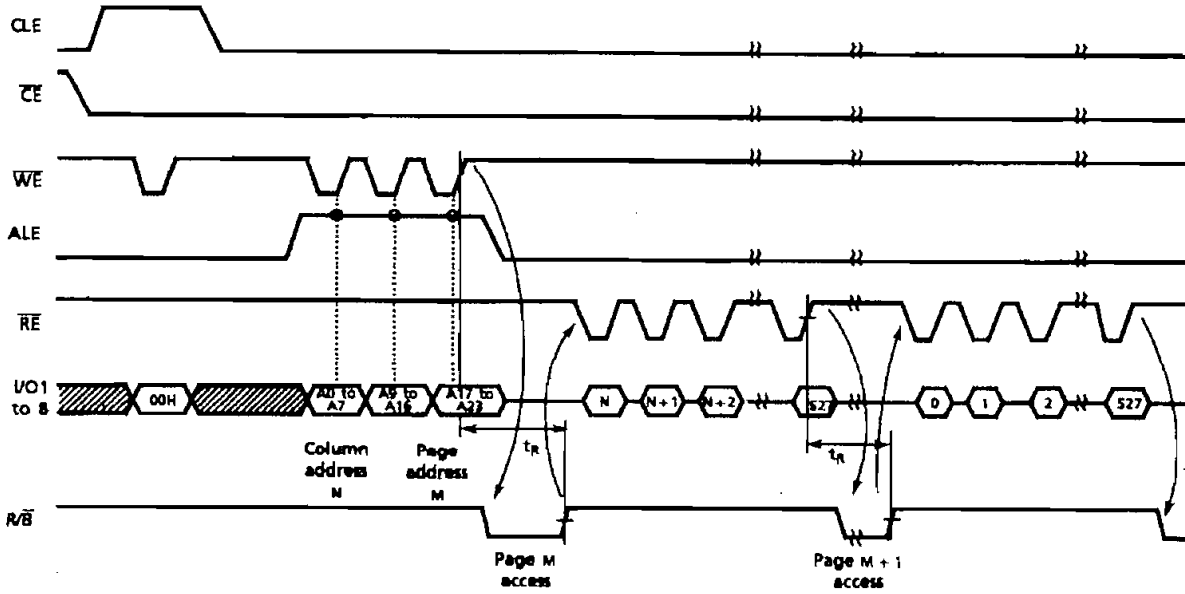 CLE
CE
WE
ALE
RE
I/O1
to 8
00H
A0 to
A7
A9 to
A16
A17 to
A23
N
N+1
N+2
0
1
2
527
Column
address
N
Page
address
M
tR
tR
R/B
Page M
access
Page M + 1
access